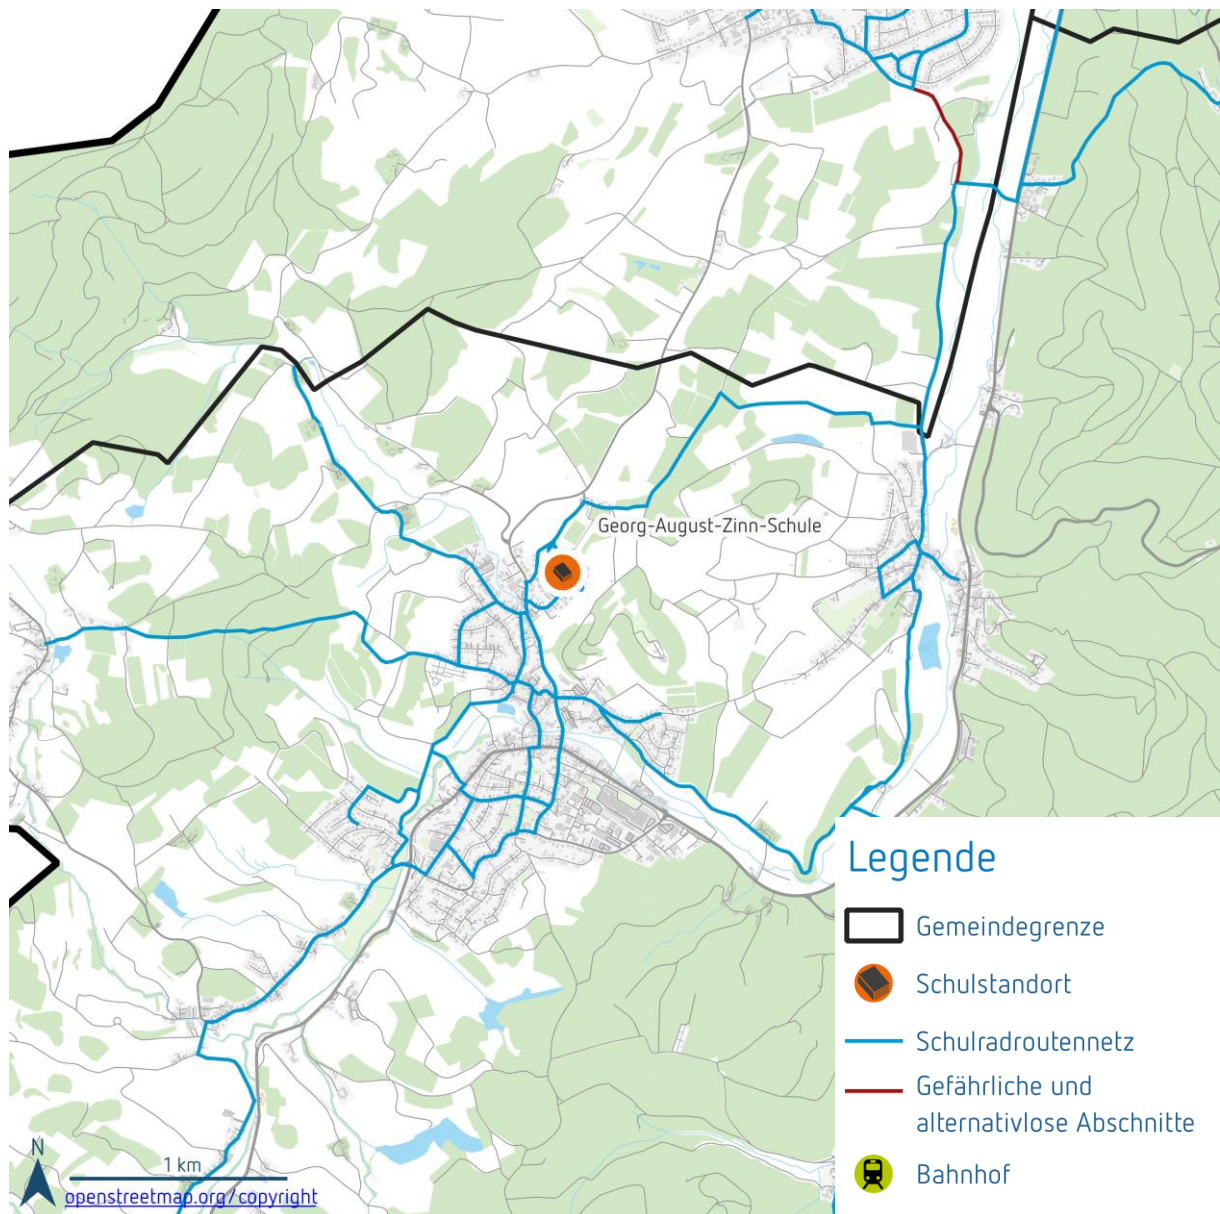 Georg-August-Zinn-Schule
Legende
Gemeindegrenze
Schulstandort
Schulradroutennetz
Gefährliche und
alternativlose Abschnitte
Bahnhof
N
1 km
openstreetmap.org/copyright